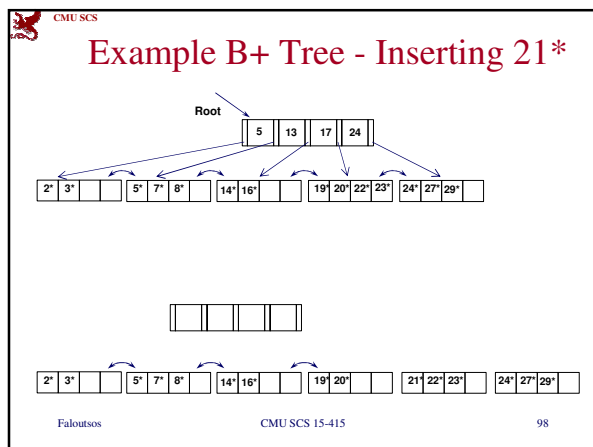 CMU SCS
Example B+ Tree - Inserting 21*
Root
5 13 17 24
2* 3* 5* 7* 8* 14* 16* 19* 20* 22* 23* 24* 27* 29*
2* 3* 5* 7* 8* 14* 16* 19* 20* 21* 22* 23* 24* 27* 29*
Faloutsos CMU SCS 15-415 98